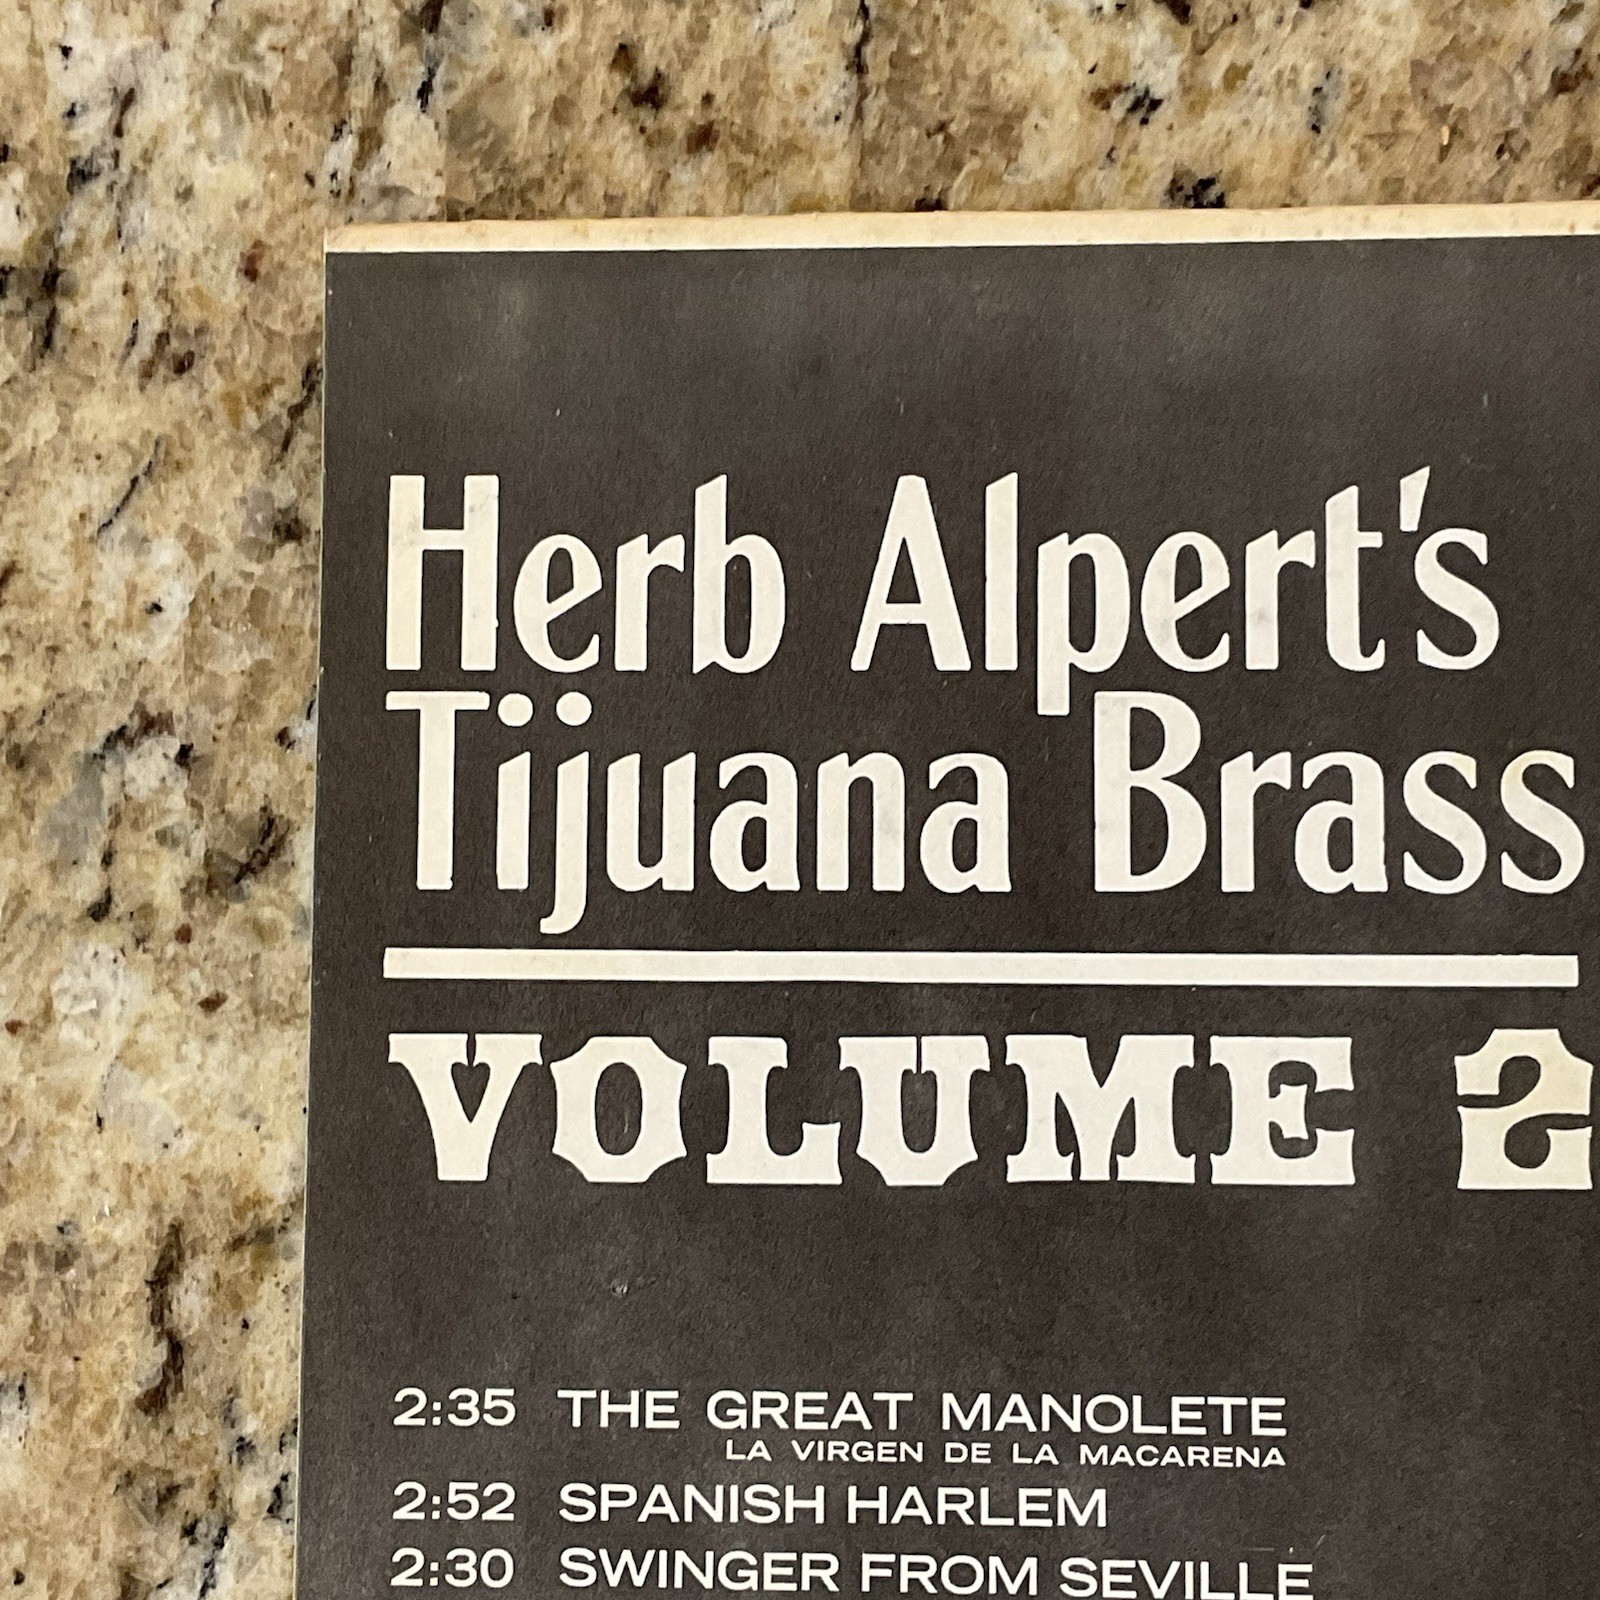 Herb Alpert's
Tijuana Brass
VOLUME 2
2:35 THE GREAT MANOLETE
LA VIRGEN DE LA MACARENA
2:52 SPANISH HARLEM
2:30 SWINGER FROM SEVILLE